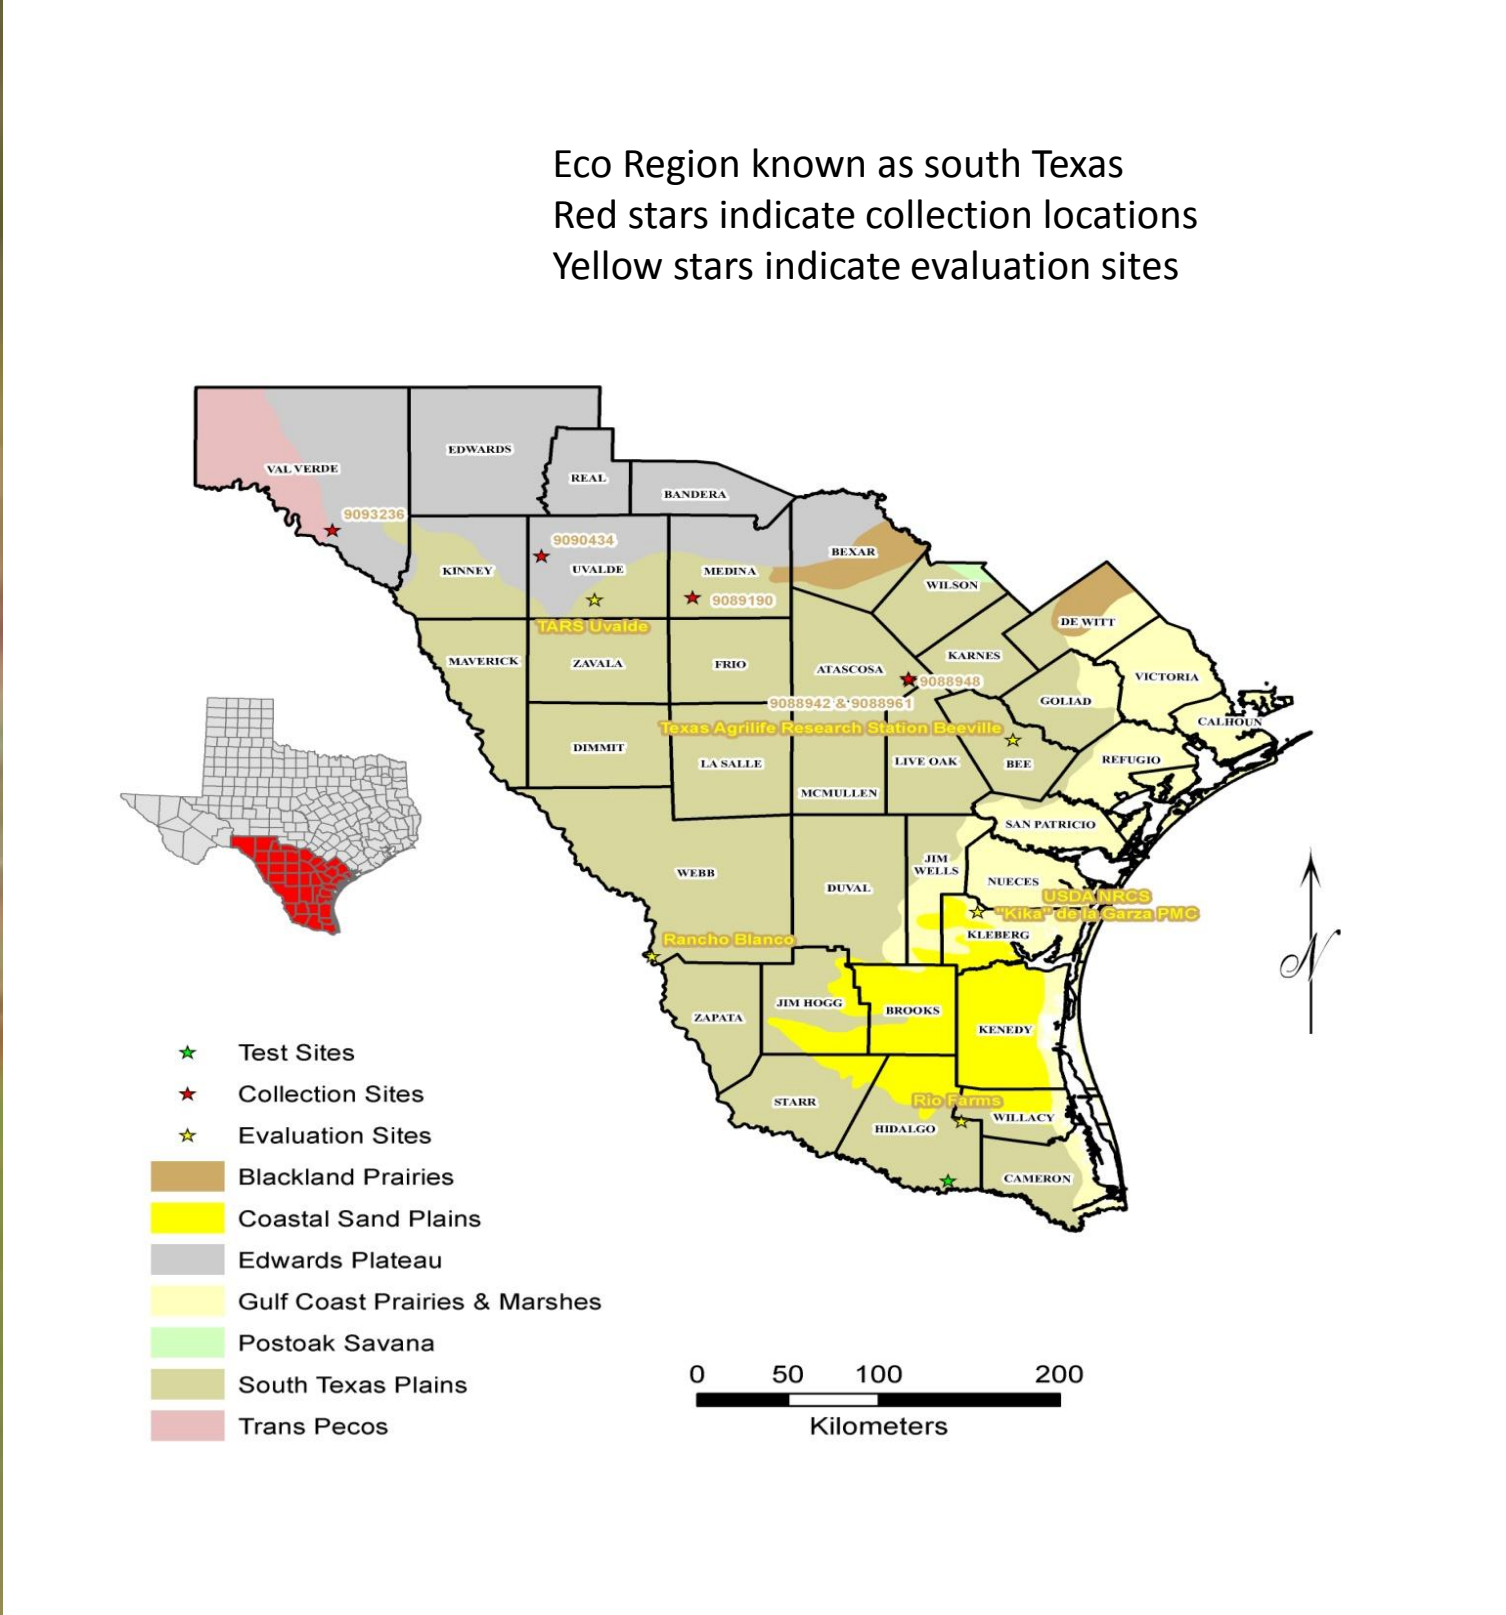 Eco Region known as south Texas
Red stars indicate collection locations
Yellow stars indicate evaluation sites
EDWARDS
VAL VERDE
REAL
BANDERA
9093236
9090434
BEXAR
KINNEY
UVALDE
MEDINA
WILSON
9089190
TARS Uvalde
DE WITT
MAVERICK
ZAVALA
FRIO
ATASCOSA
KARNES
VICTORIA
9088948
9088942 & 9088961
GOLIAD
CALHOUN
Texas Agrilife Research Station Beeville
DIMMIT
LA SALLE
LIVE OAK
BEE
REFUGIO
MCMULLEN
SAN PATRICIO
JIM
WELLS
WEBB
DUVAL
NUECES
USDA NRCS
"Kika" de la Garza PMC
KLEBERG
Rancho Blanco
N
JIM HOGG
BROOKS
ZAPATA
KENEDY
STARR
Rio Farms
HIDALGO
WILLACY
CAMERON
Test Sites
Collection Sites
Evaluation Sites
Blackland Prairies
Coastal Sand Plains
Edwards Plateau
Gulf Coast Prairies & Marshes
Postoak Savana
South Texas Plains
Trans Pecos
0 50 100 200
Kilometers